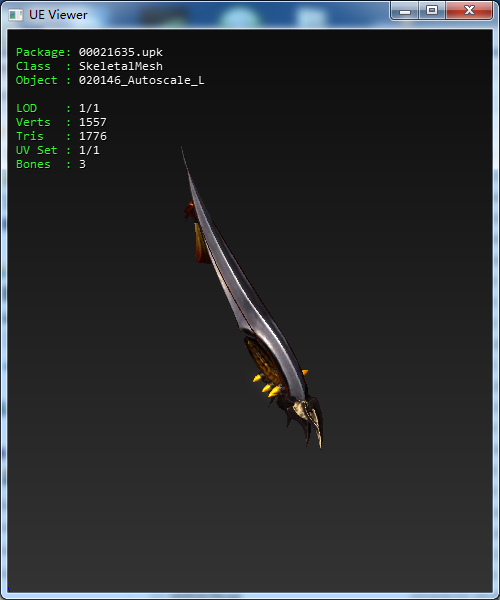 UE Viewer
Package: 00021635.upk
Class : SkeletalMesh
Object : 020146_Autoscale_L
LOD : 1/1
Verts : 1557
Tris : 1776
UV Set : 1/1
Bones : 3